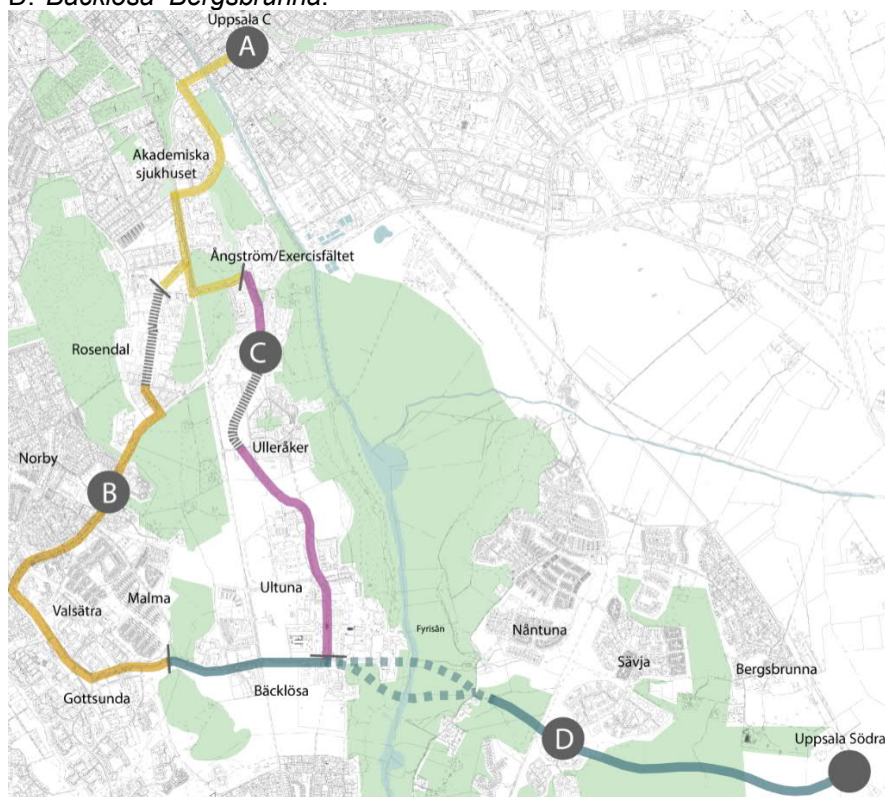 D. Bäcklösa–Bergsbrunna.
Uppsala C
A
Akademiska
sjukhuset
Ångström/Exercisfältet
Rosendal
C
Ulleråker
Norby
B
Valsätra
Malma
Ultuna
Fyrisån
Nåntuna
Sävja
Bergsbrunna
Gottsunda
Bäcklösa
D
Uppsala Södra